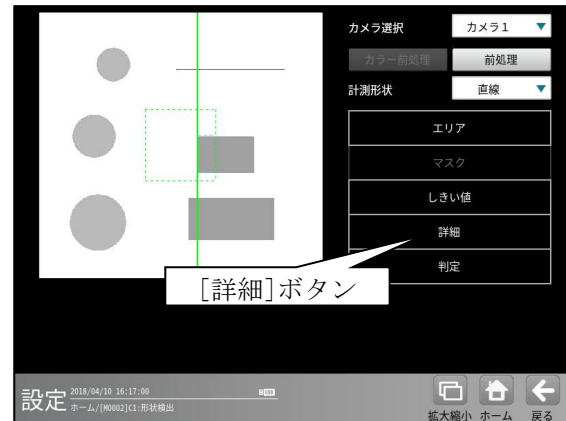 カメラ選択
カメラ1
カラー前処理
前処理
計測形状
直線
エリア
マスク
しきい値
詳細
判定
[詳細]ボタン
設定
2018/04/10 16:17:00
ホーム/[M0002]C1:形状検出
拡大縮小
ホーム
戻る